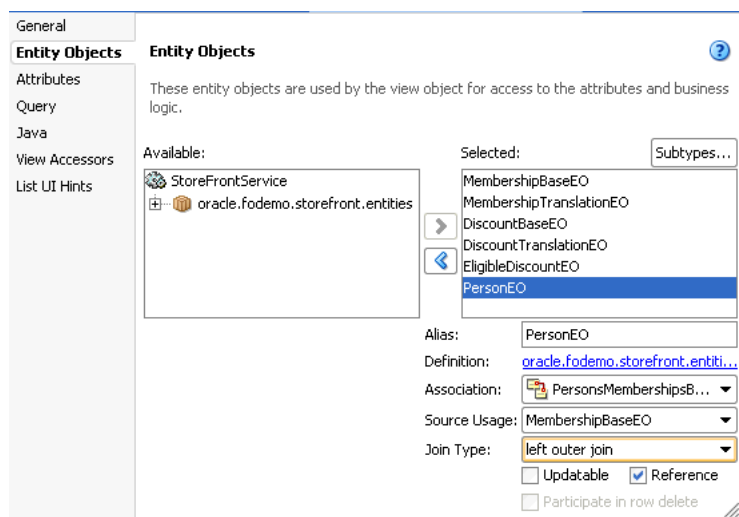 General
Entity Objects
Attributes
Query
Java
View Accessors
List UI Hints
Entity Objects
These entity objects are used by the view object for access to the attributes and business
logic.
Available:
StoreFrontService
oracle.fodemo.storefront.entities
Selected:
Subtypes...
MembershipBaseEO
MembershipTranslationEO
DiscountBaseEO
DiscountTranslationEO
EligibleDiscountEO
PersonEO
Alias: PersonEO
Definition: oracle.fodemo.storefront.entiti...
Association: PersonsMembershipsB...
Source Usage: MembershipBaseEO
Join Type: left outer join
Updatable Reference
Participate in row delete